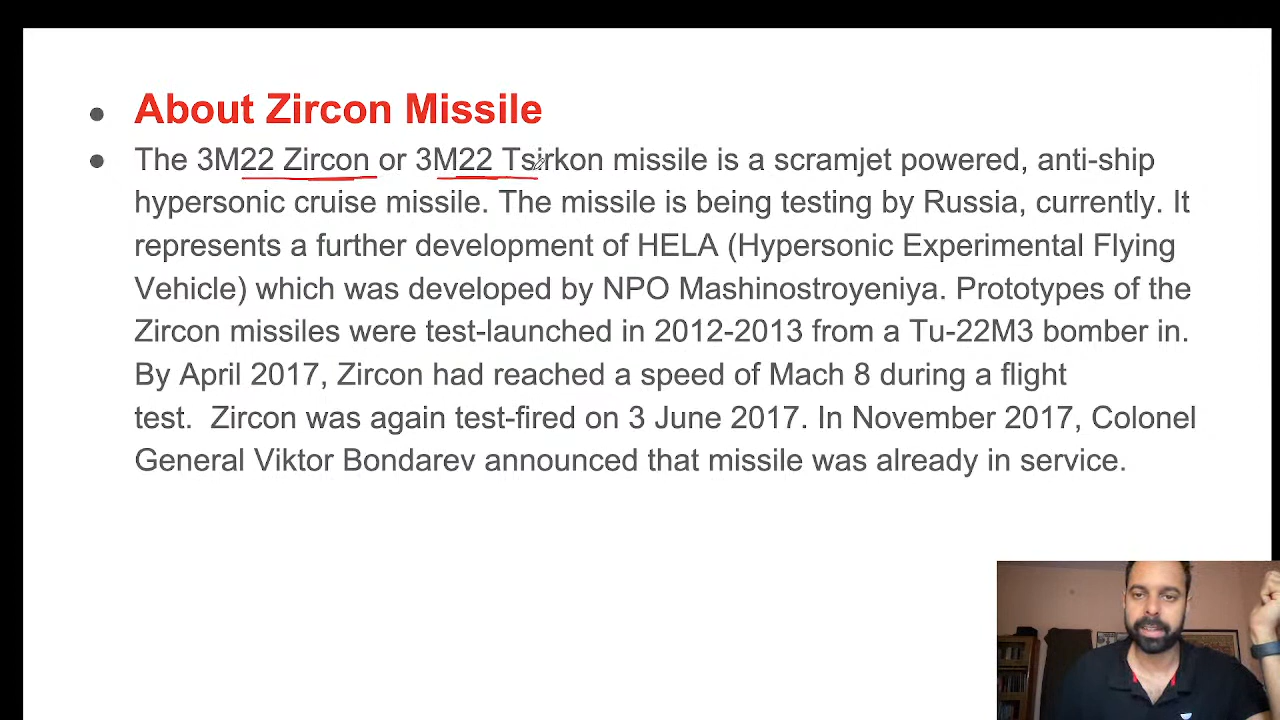 About Zircon Missile
The 3M22 Zircon or 3M22 Tsirkon missile is a scramjet powered, anti-ship
hypersonic cruise missile. The missile is being testing by Russia, currently. It
represents a further development of HELA (Hypersonic Experimental Flying
Vehicle) which was developed by NPO Mashinostroyeniya. Prototypes of the
Zircon missiles were test-launched in 2012-2013 from a Tu-22M3 bomber in.
By April 2017, Zircon had reached a speed of Mach 8 during a flight
test.  Zircon was again test-fired on 3 June 2017. In November 2017, Colonel
General Viktor Bondarev announced that missile was already in service.